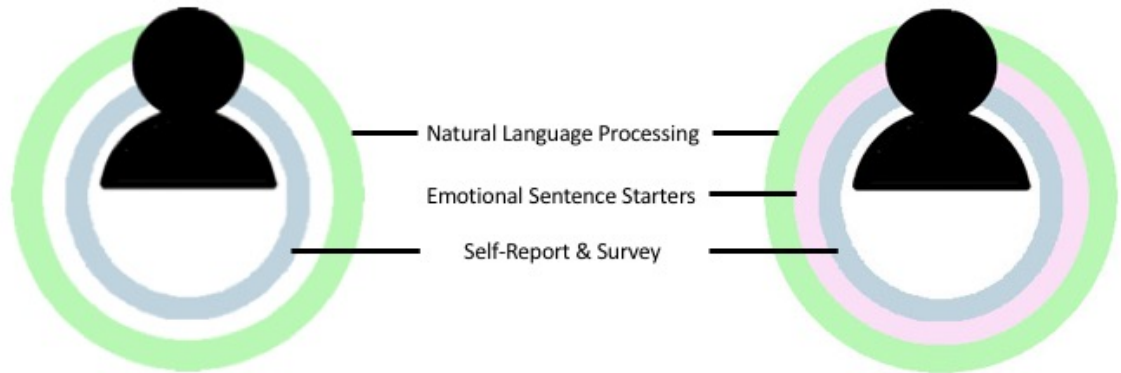 Natural Language Processing
Emotional Sentence Starters
Self-Report & Survey